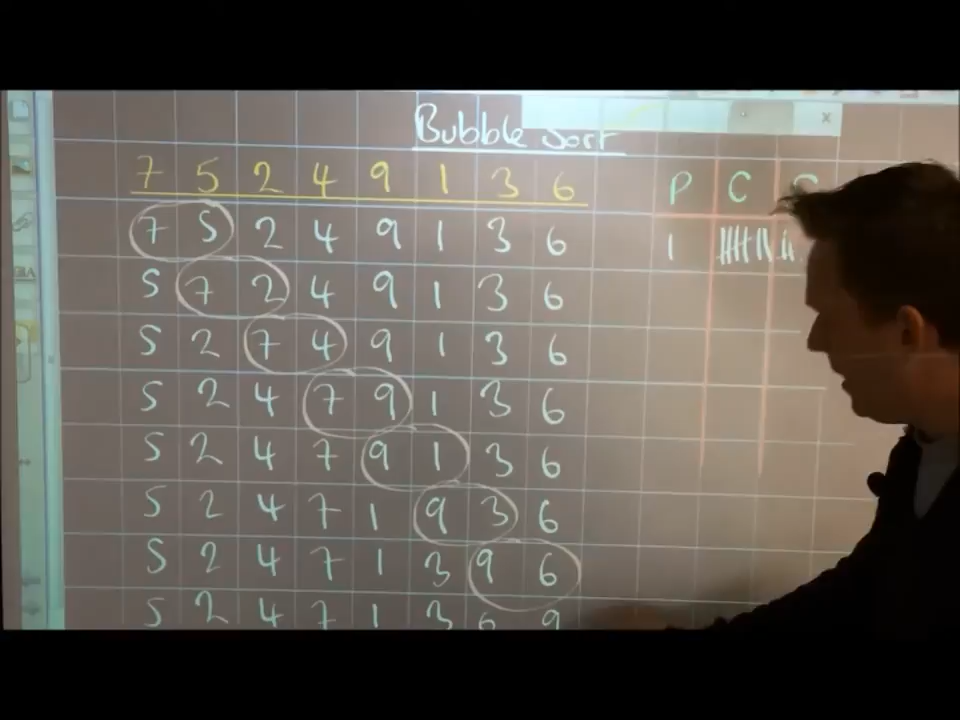 Bubble Sort
7 5 2 4 9 1 3 6 P C
7 5 2 4 9 1 3 6 1
5 7 2 4 9 1 3 6
5 2 7 4 9 1 3 6
5 2 4 7 9 1 3 6
5 2 4 7 9 1 3 6
5 2 4 7 1 9 3 6
5 2 4 7 1 3 9 6
5 2 4 7 1 3 6 9